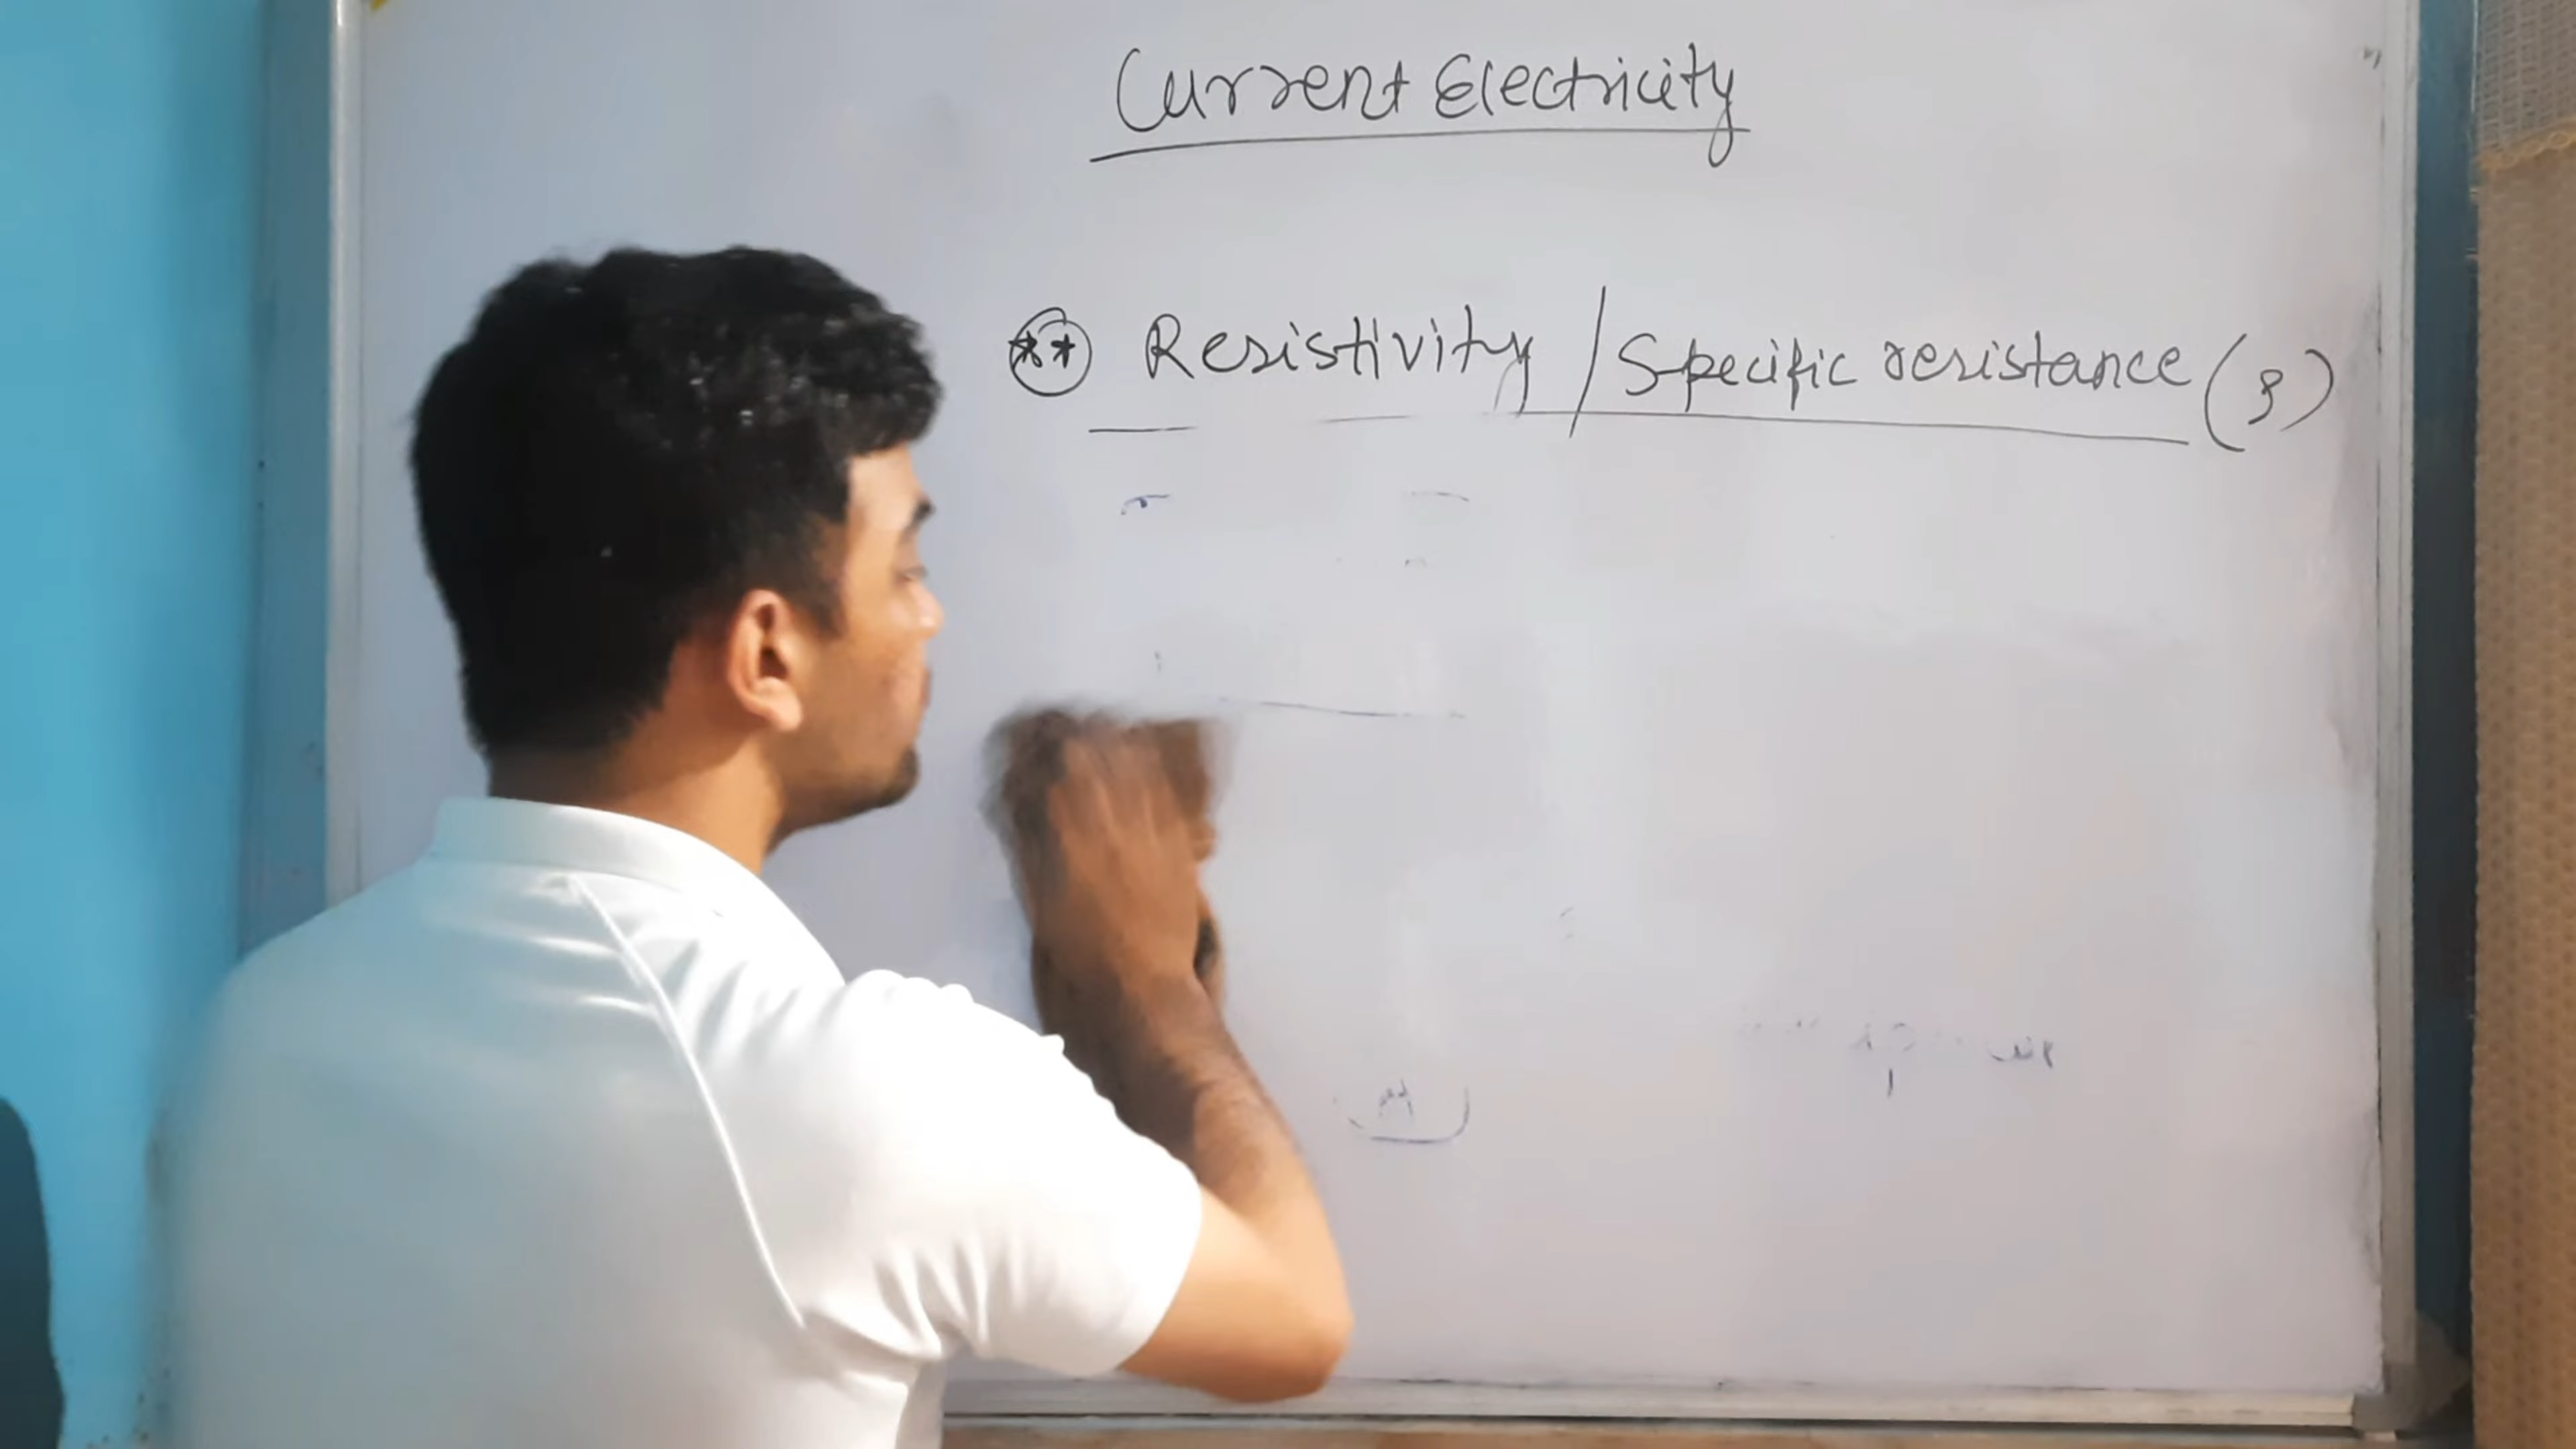 Current Electricity
** Resistivity / Specific resistance (ρ)